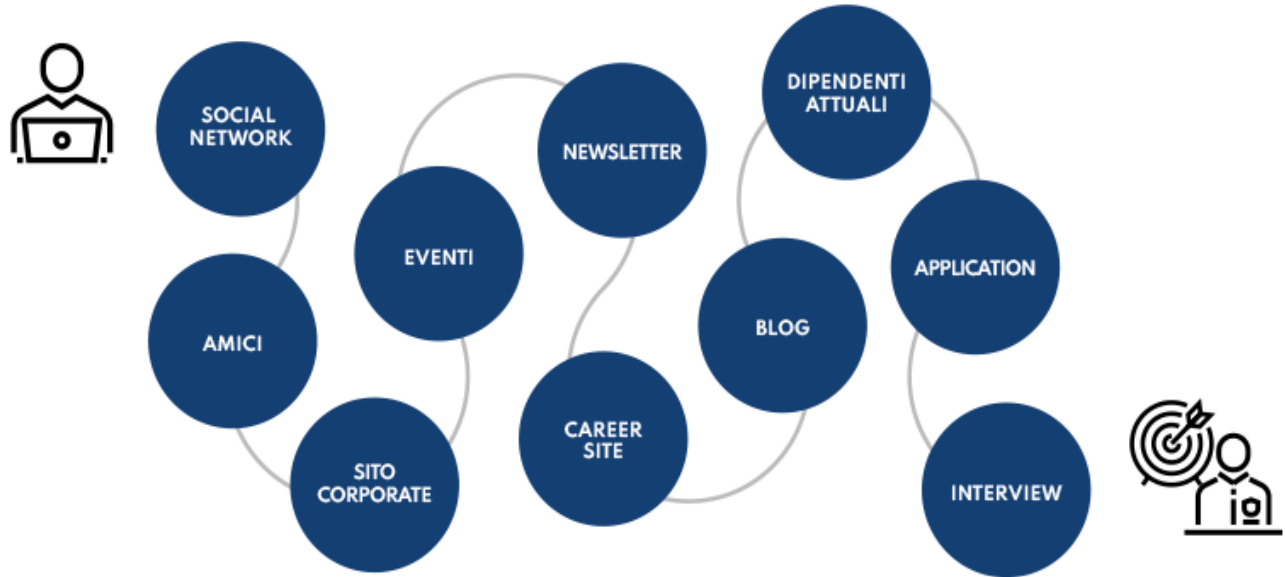 SOCIAL
NETWORK
AMICI
SITO
CORPORATE
EVENTI
NEWSLETTER
CAREER
SITE
BLOG
DIPENDENTI
ATTUALI
APPLICATION
INTERVIEW